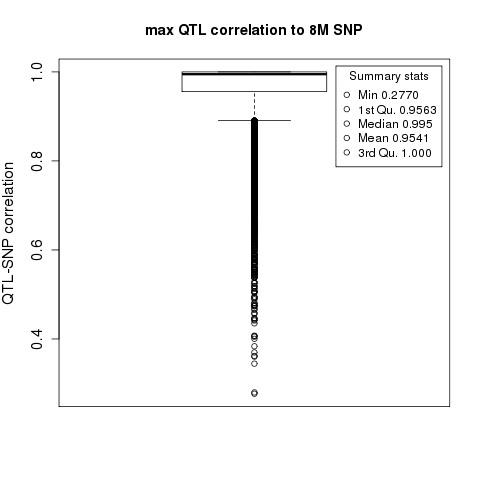 max QTL correlation to 8M SNP
QTL-SNP correlation
1.0
0.8
0.6
0.4
Summary stats
Min 0.2770
1st Qu. 0.9563
Median 0.995
Mean 0.9541
3rd Qu. 1.000